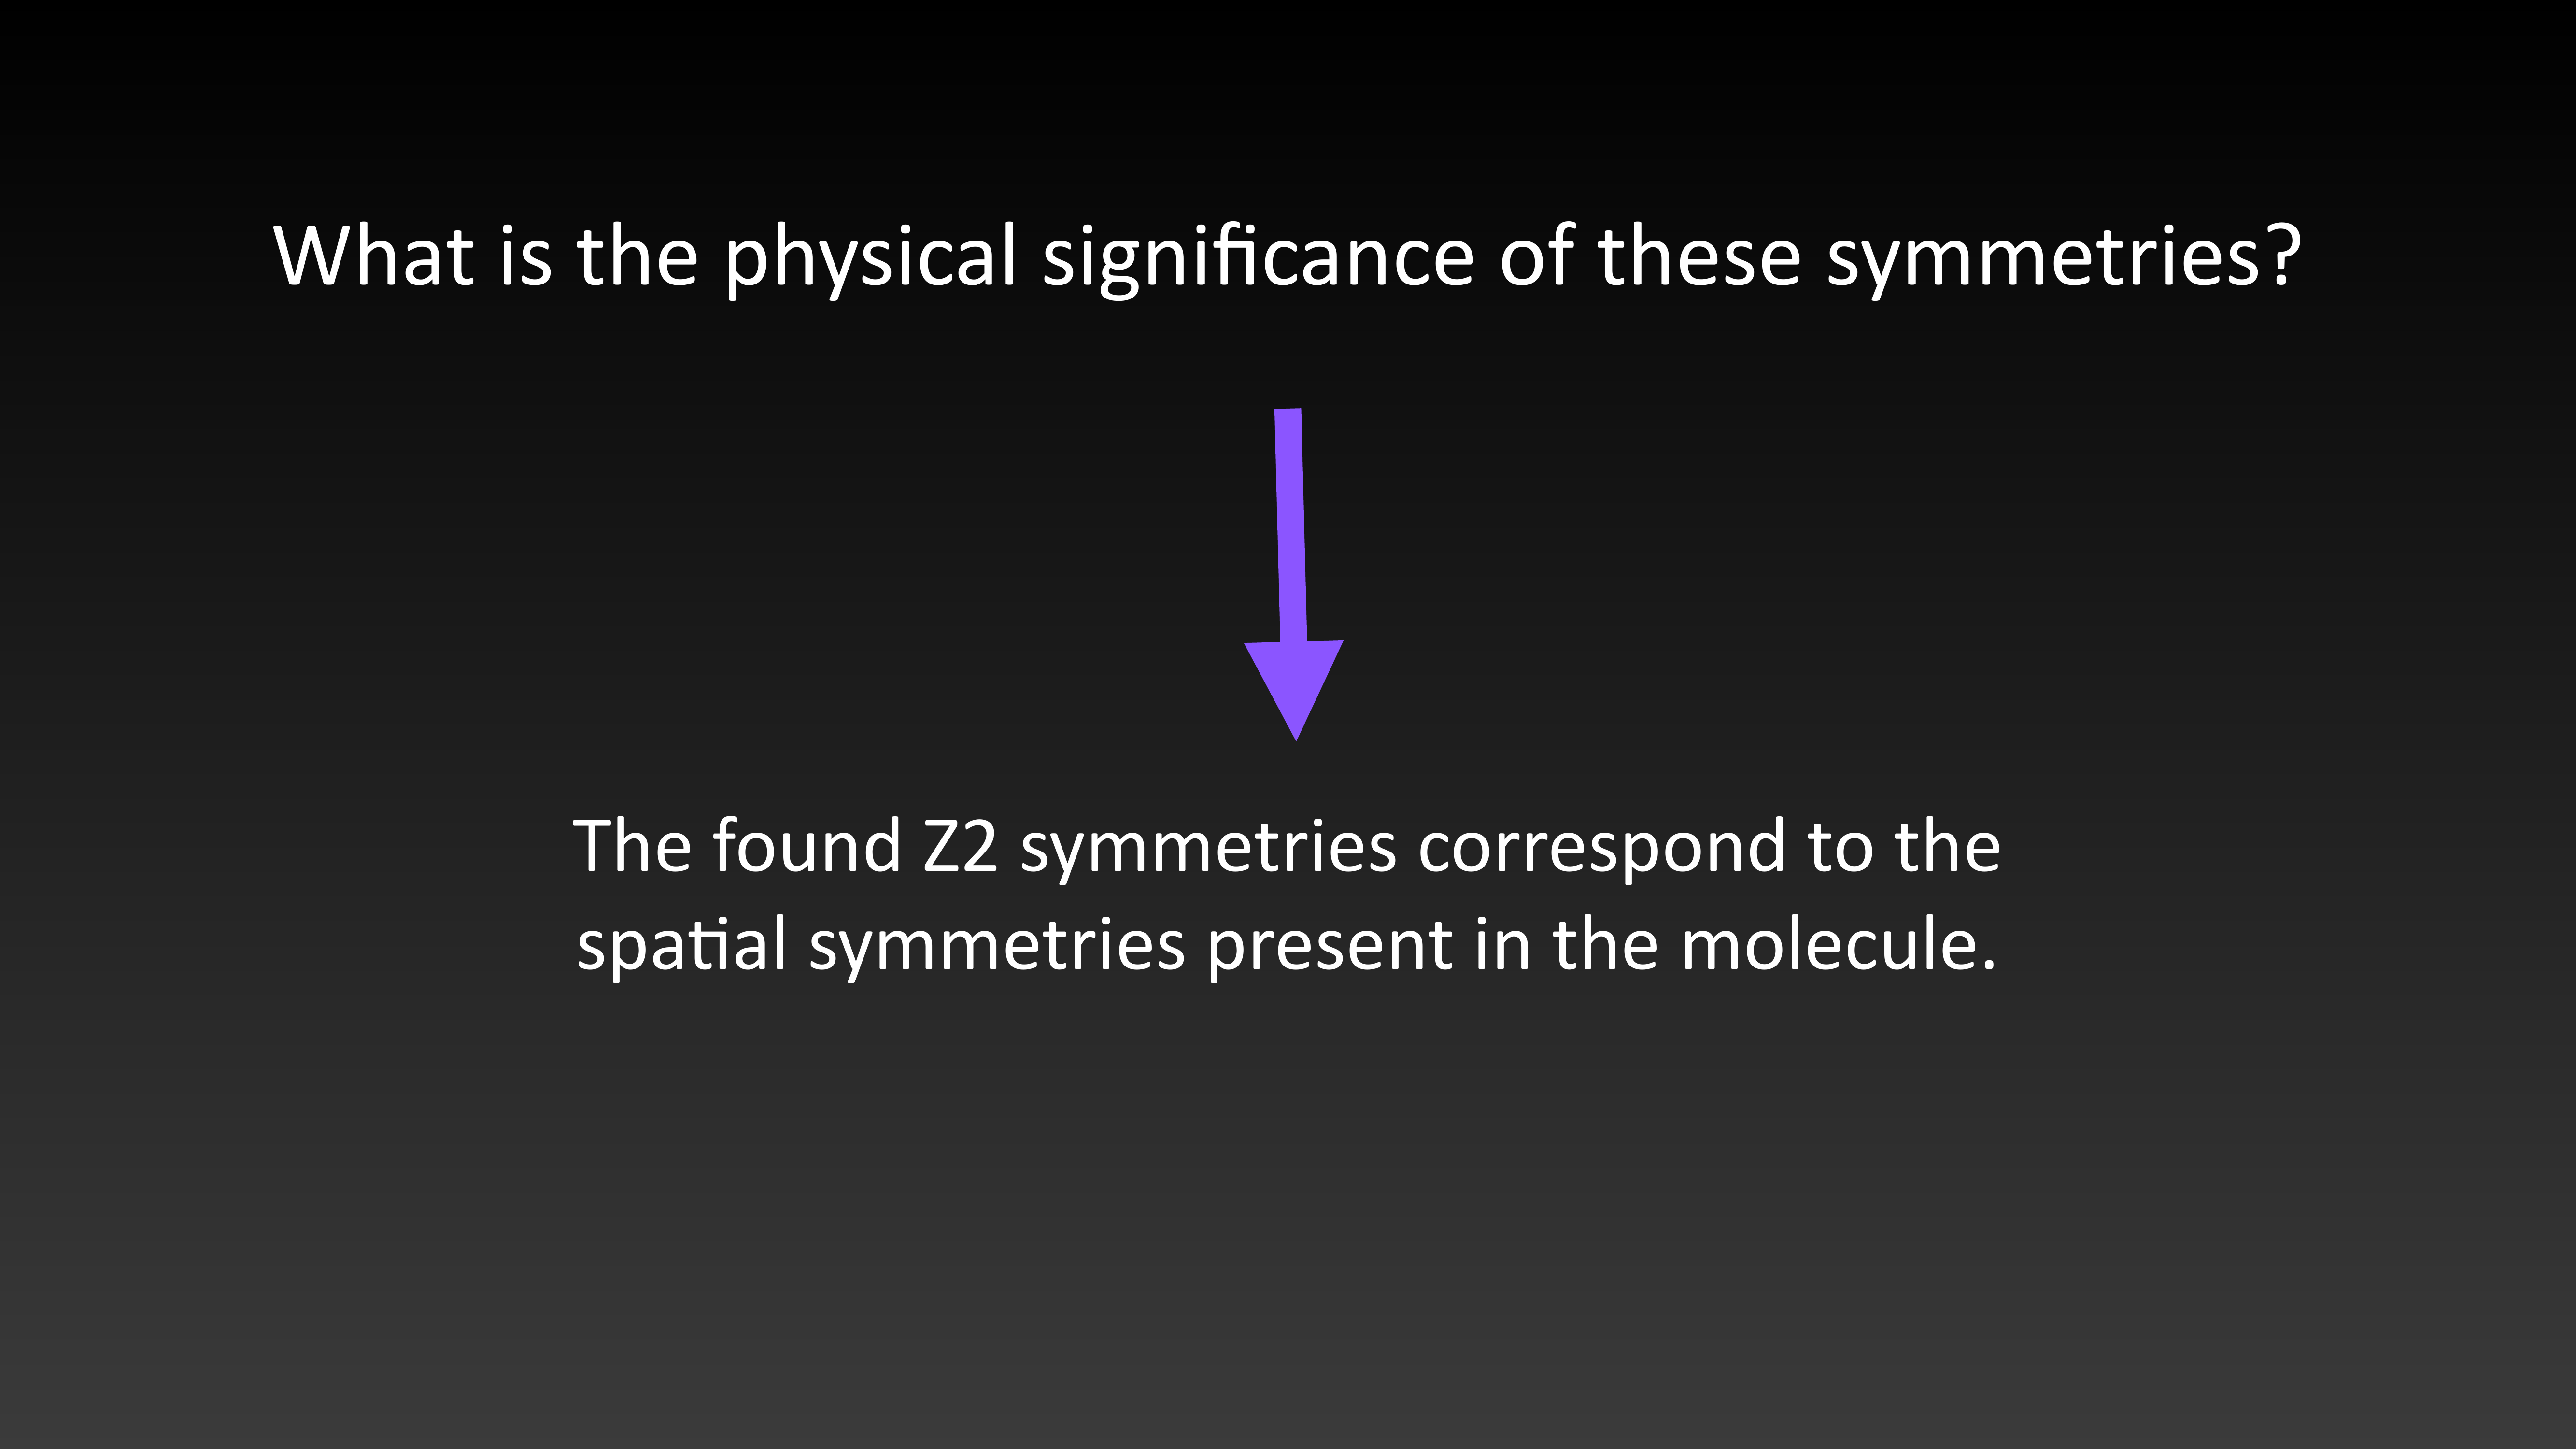 What is the physical significance of these symmetries?
The found Z2 symmetries correspond to the
spatial symmetries present in the molecule.